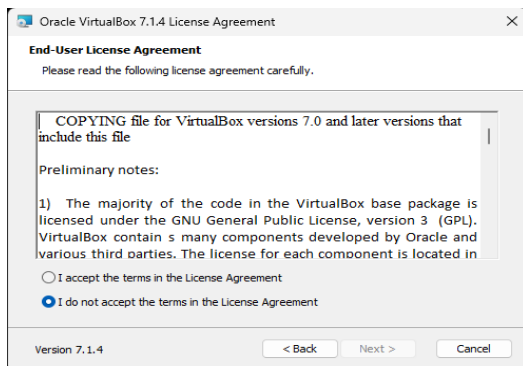 Oracle VirtualBox 7.1.4 License Agreement
End-User License Agreement
Please read the following license agreement carefully.
COPYING file for VirtualBox versions 7.0 and later versions that
include this file
Preliminary notes:
1) The majority of the code in the VirtualBox base package is
licensed under the GNU General Public License, version 3 (GPL).
VirtualBox contain s many components developed by Oracle and
various third parties. The license for each component is located in
I accept the terms in the License Agreement
I do not accept the terms in the License Agreement
Version 7.1.4
< Back Next > Cancel